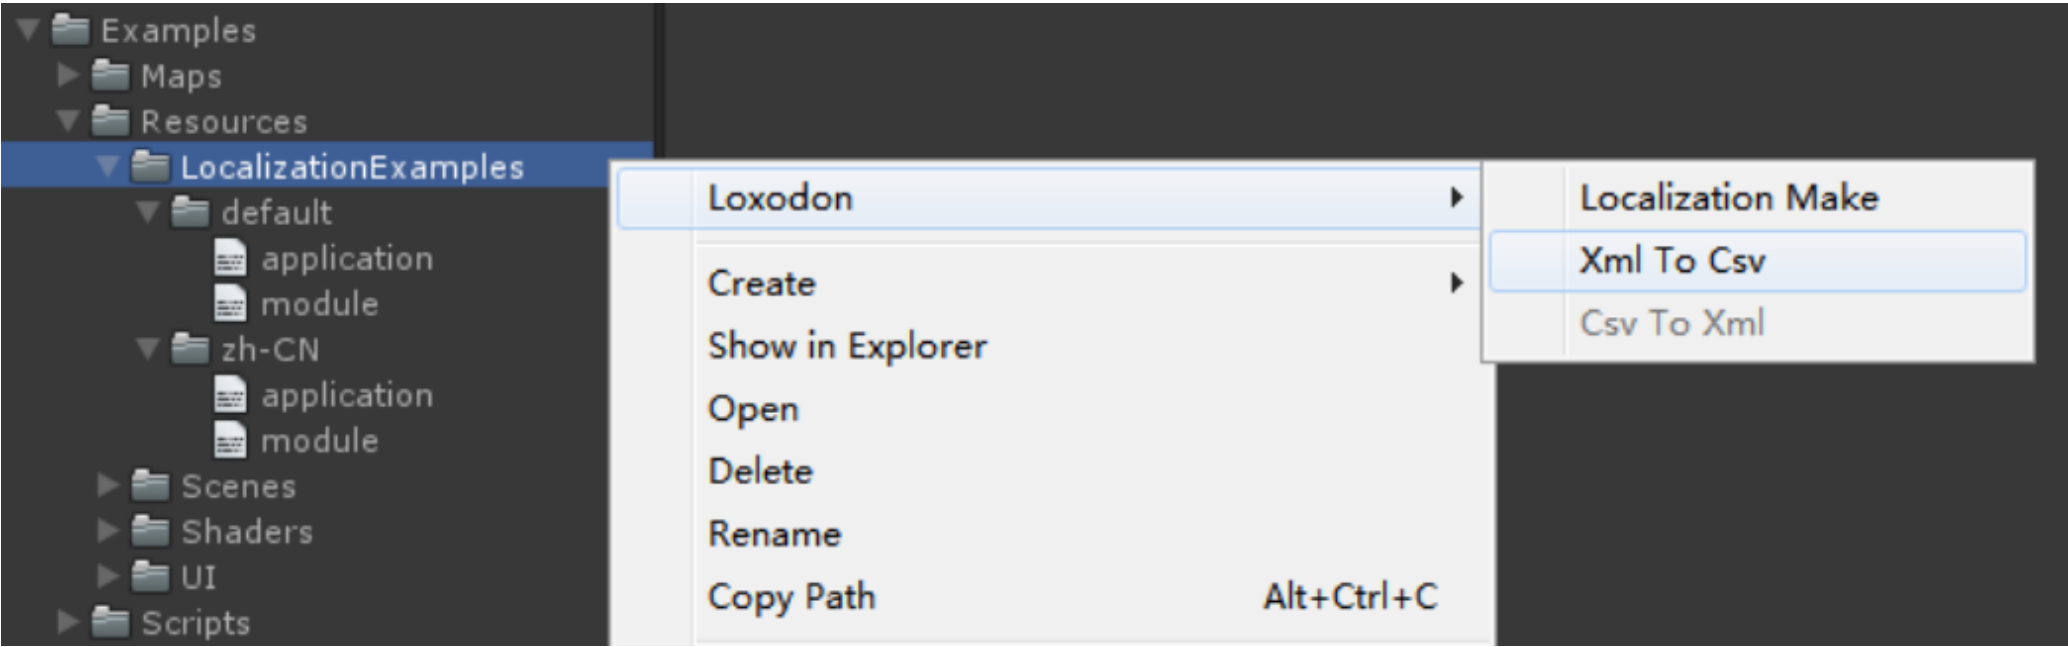 Examples
Maps
Resources
LocalizationExamples
default
application
module
zh-CN
application
module
Scenes
Shaders
UI
Scripts
Loxodon
Create
Show in Explorer
Open
Delete
Rename
Copy Path Alt+Ctrl+C
Localization Make
Xml To Csv
Csv To Xml